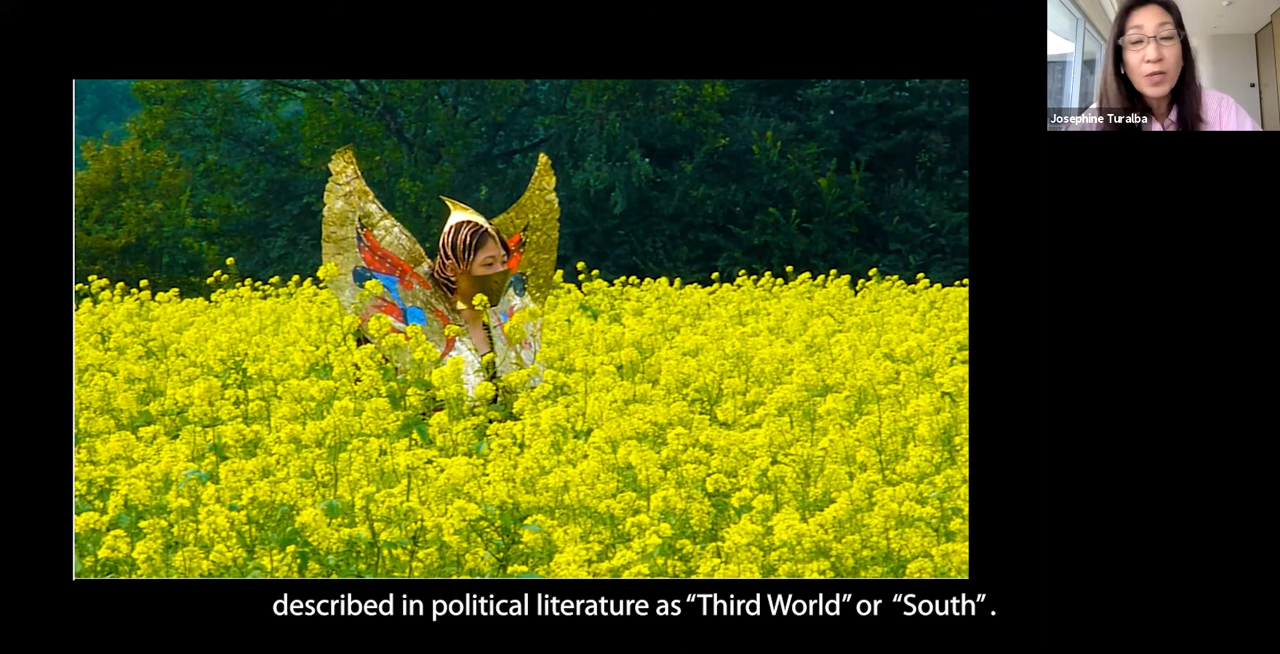 Josephine Turalba
described in political literature as “Third World” or “South” .